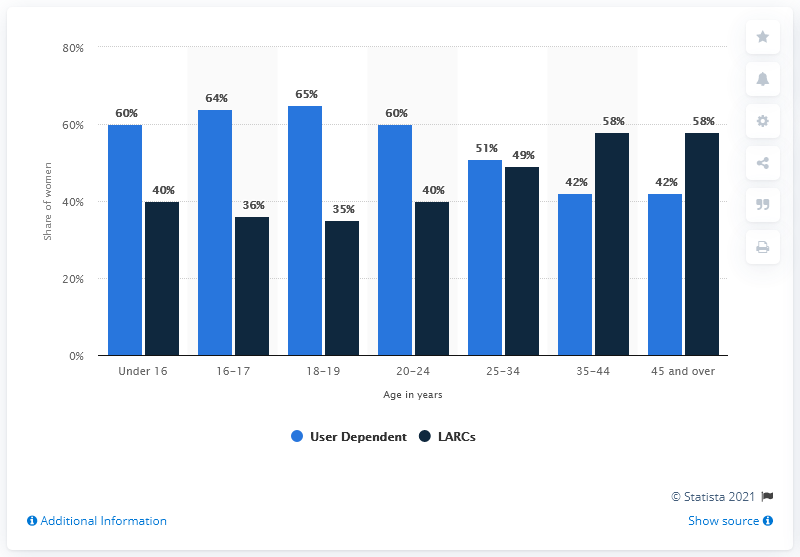 80%
60%
40%
20%
0%
Share of women
60%
40%
64%
36%
65%
35%
60%
40%
51%
49%
42%
58%
42%
58%
Under 16
16–17
18–19
20–24
25–34
35–44
45 and over
Age in years
User Dependent
LARCs
© Statista 2021
Additional Information
Show source